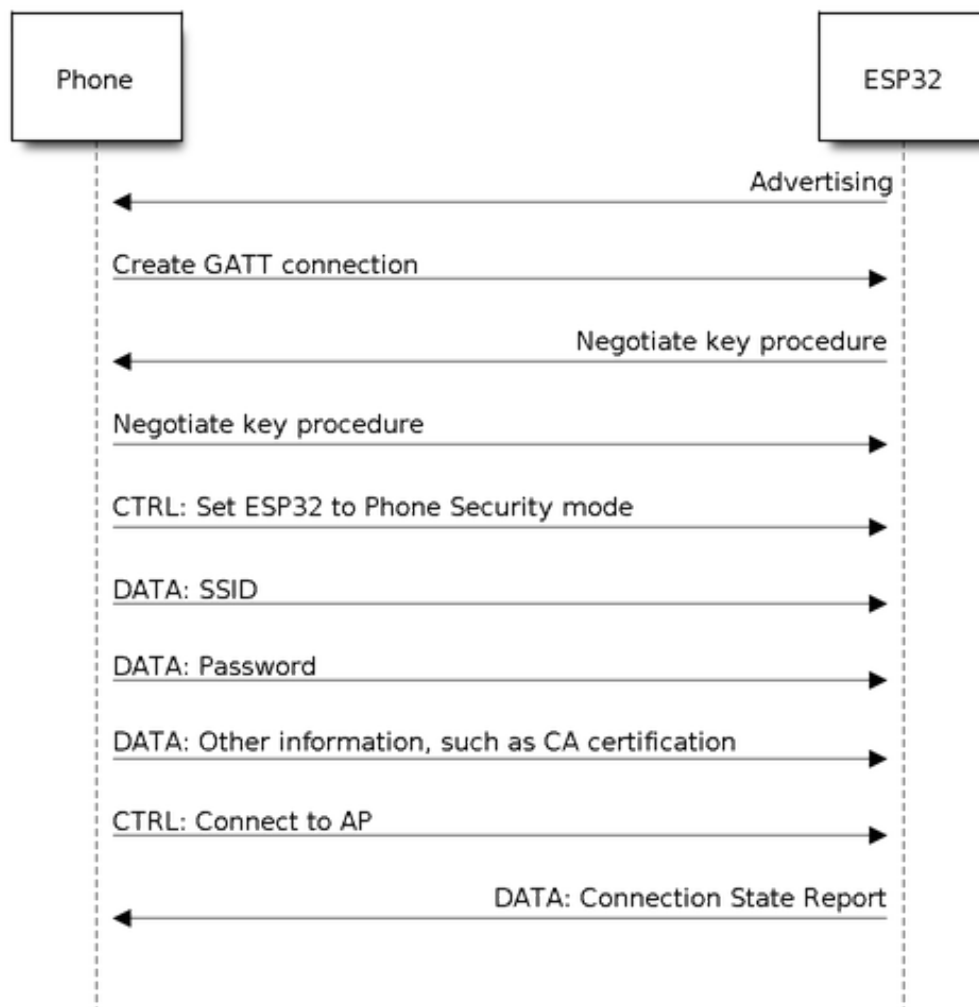 Phone
ESP32
Advertising
Create GATT connection
Negotiate key procedure
Negotiate key procedure
CTRL: Set ESP32 to Phone Security mode
DATA: SSID
DATA: Password
DATA: Other information, such as CA certification
CTRL: Connect to AP
DATA: Connection State Report